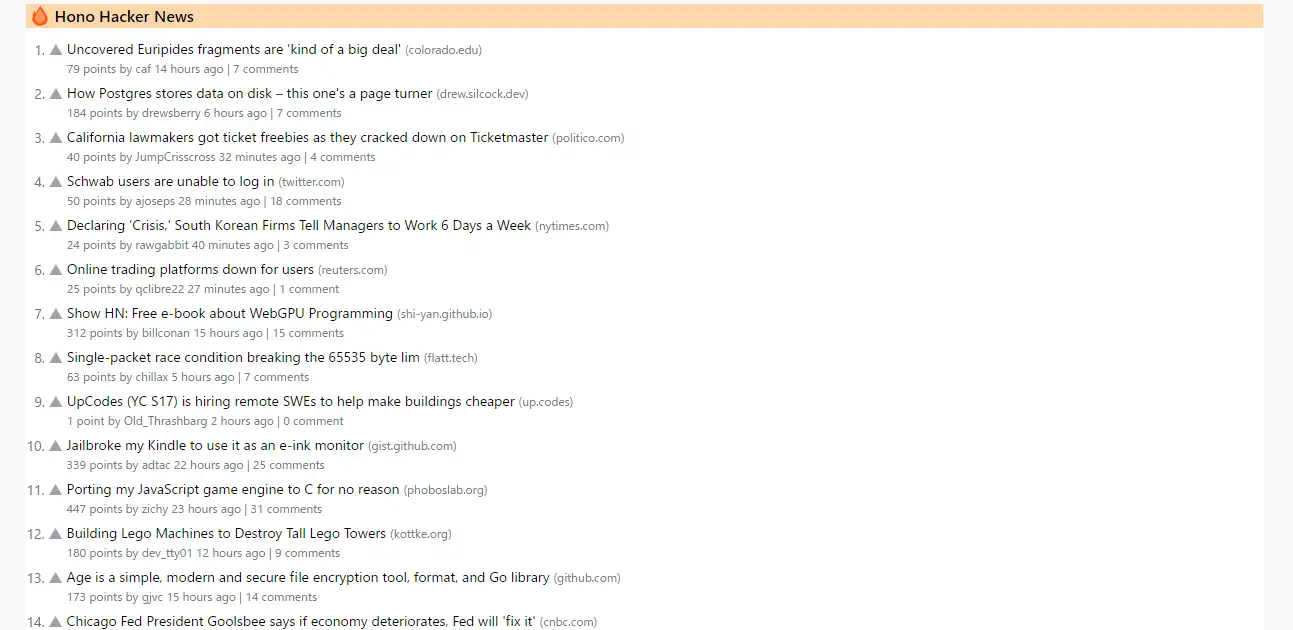 Hono Hacker News
1. ▲ Uncovered Euripides fragments are 'kind of a big deal' (colorado.edu)
79 points by caf 14 hours ago | 7 comments
2. ▲ How Postgres stores data on disk – this one's a page turner (drew.silcock.dev)
184 points by drewsberry 6 hours ago | 7 comments
3. ▲ California lawmakers got ticket freebies as they cracked down on Ticketmaster (politico.com)
40 points by JumpCrisscross 32 minutes ago | 4 comments
4. ▲ Schwab users are unable to log in (twitter.com)
50 points by ajoseps 28 minutes ago | 18 comments
5. ▲ Declaring 'Crisis,' South Korean Firms Tell Managers to Work 6 Days a Week (nytimes.com)
24 points by rawgabbit 40 minutes ago | 3 comments
6. ▲ Online trading platforms down for users (reuters.com)
25 points by qclibre22 27 minutes ago | 1 comment
7. ▲ Show HN: Free e-book about WebGPU Programming (shi-yan.github.io)
312 points by billconan 15 hours ago | 15 comments
8. ▲ Single-packet race condition breaking the 65535 byte lim (flatt.tech)
63 points by chillax 5 hours ago | 7 comments
9. ▲ UpCodes (YC S17) is hiring remote SWEs to help make buildings cheaper (up.codes)
1 point by Old_Thrashbarg 2 hours ago | 0 comment
10. ▲ Jailbroke my Kindle to use it as an e-ink monitor (gist.github.com)
339 points by adtac 22 hours ago | 25 comments
11. ▲ Porting my JavaScript game engine to C for no reason (phoboslab.org)
447 points by zichy 23 hours ago | 31 comments
12. ▲ Building Lego Machines to Destroy Tall Lego Towers (kottke.org)
180 points by dev_tty01 12 hours ago | 9 comments
13. ▲ Age is a simple, modern and secure file encryption tool, format, and Go library (github.com)
173 points by gjvc 15 hours ago | 14 comments
14. ▲ Chicago Fed President Goolsbee says if economy deteriorates, Fed will 'fix it' (cnbc.com)